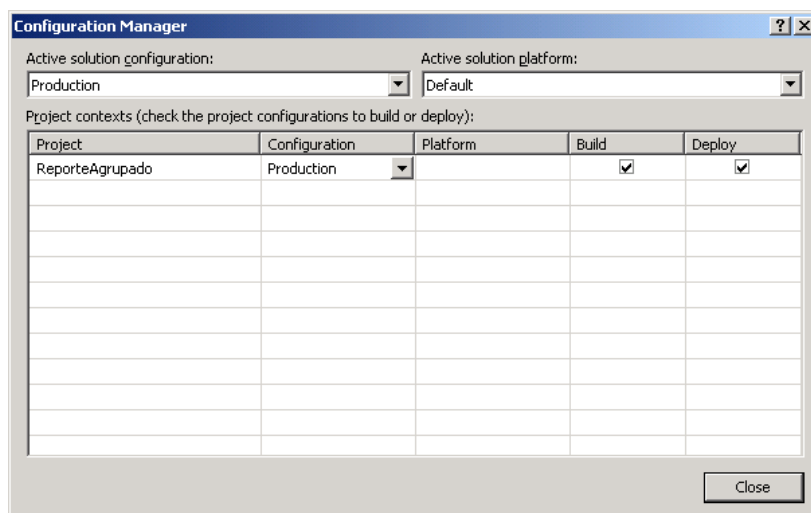 Configuration Manager
Active solution configuration: Active solution platform:
Production Default
Project contexts (check the project configurations to build or deploy):
Project Configuration Platform Build Deploy
ReporteAgrupado Production
Close